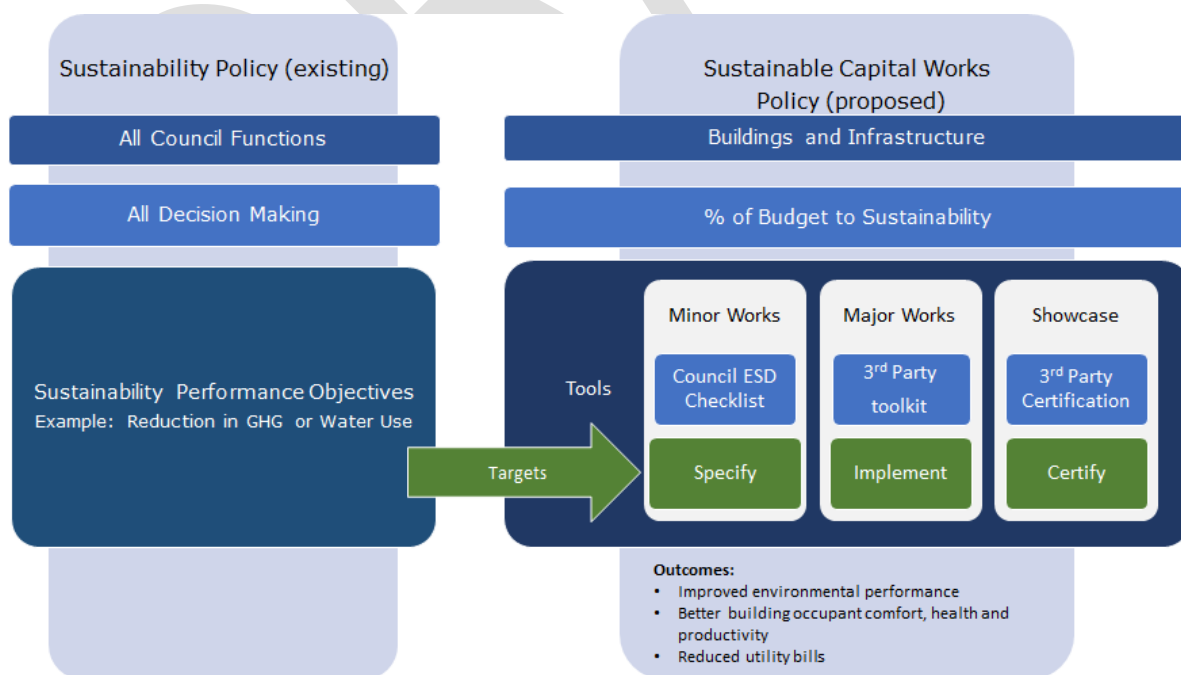 Sustainability Policy (existing)
All Council Functions
All Decision Making
Sustainability Performance Objectives
Example: Reduction in GHG or Water Use
Targets
Sustainable Capital Works
Policy (proposed)
Buildings and Infrastructure
% of Budget to Sustainability
Tools
Minor Works
Council ESD
Checklist
Specify
Major Works
3rd Party
toolkit
Implement
Showcase
3rd Party
Certification
Certify
Outcomes:
• Improved environmental performance
• Better building occupant comfort, health and
productivity
• Reduced utility bills